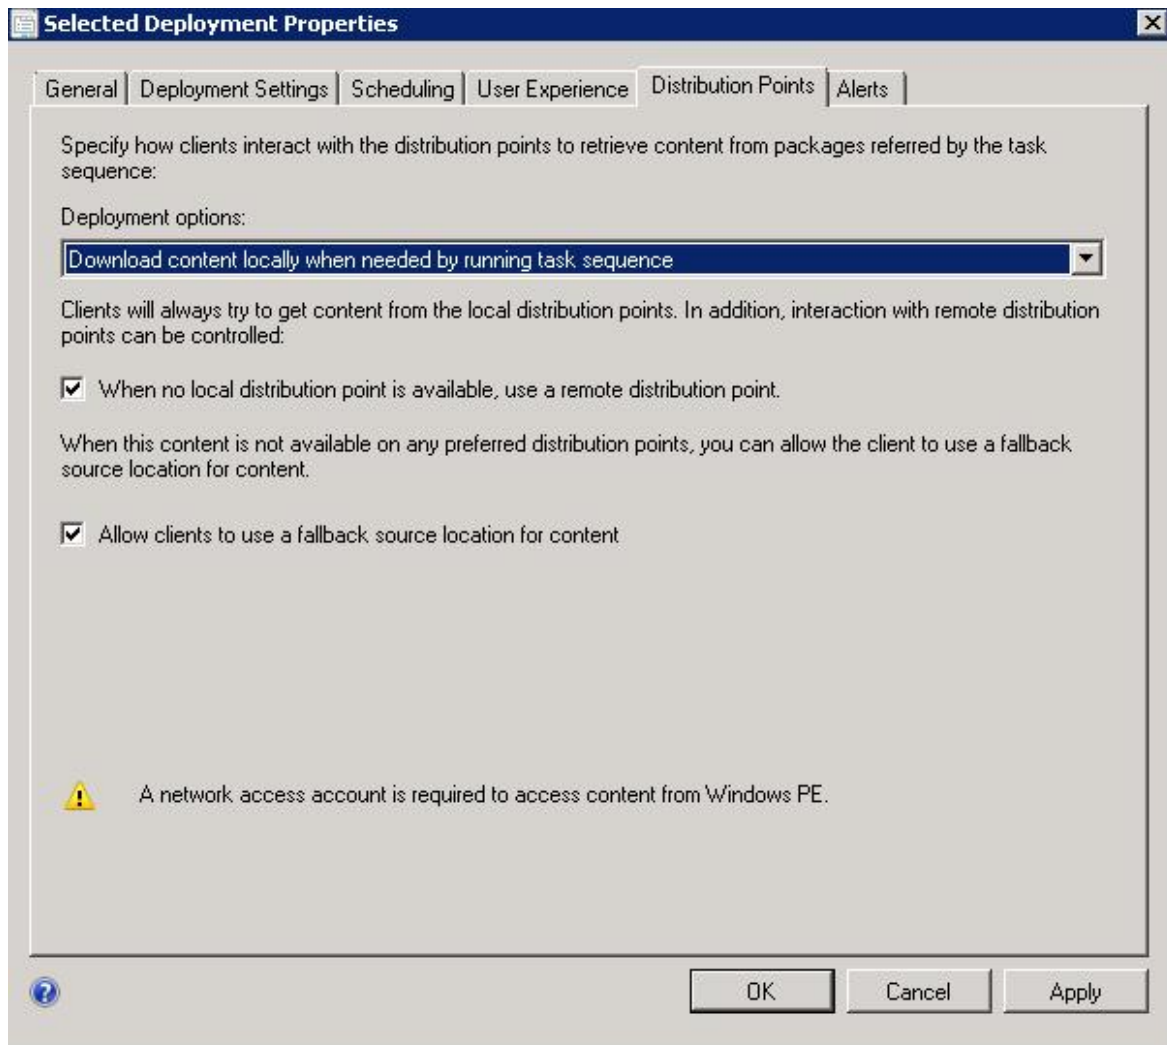 Selected Deployment Properties
General
Deployment Settings
Scheduling
User Experience
Distribution Points
Alerts
Specify how clients interact with the distribution points to retrieve content from packages referred by the task
sequence:
Deployment options:
Download content locally when needed by running task sequence
Clients will always try to get content from the local distribution points. In addition, interaction with remote distribution
points can be controlled:
When no local distribution point is available, use a remote distribution point.
When this content is not available on any preferred distribution points, you can allow the client to use a fallback
source location for content.
Allow clients to use a fallback source location for content
A network access account is required to access content from Windows PE.
OK
Cancel
Apply